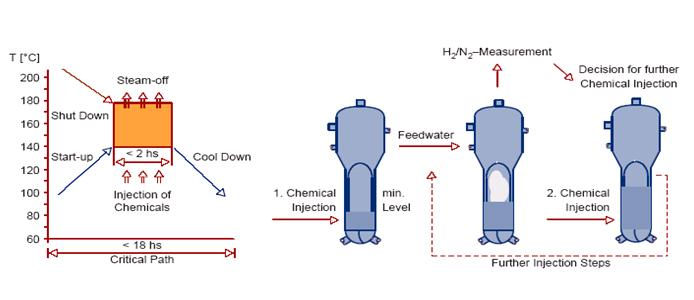 T [°C]
200
180
160
140
120
100
80
60
Steam-off
Shut Down
Start-up
< 2 hs
Cool Down
Injection of
Chemicals
< 18 hs
Critical Path
1. Chemical
Injection
min.
Level
Feedwater
H₂/N₂–Measurement
Decision for further
Chemical Injection
2. Chemical
Injection
Further Injection Steps